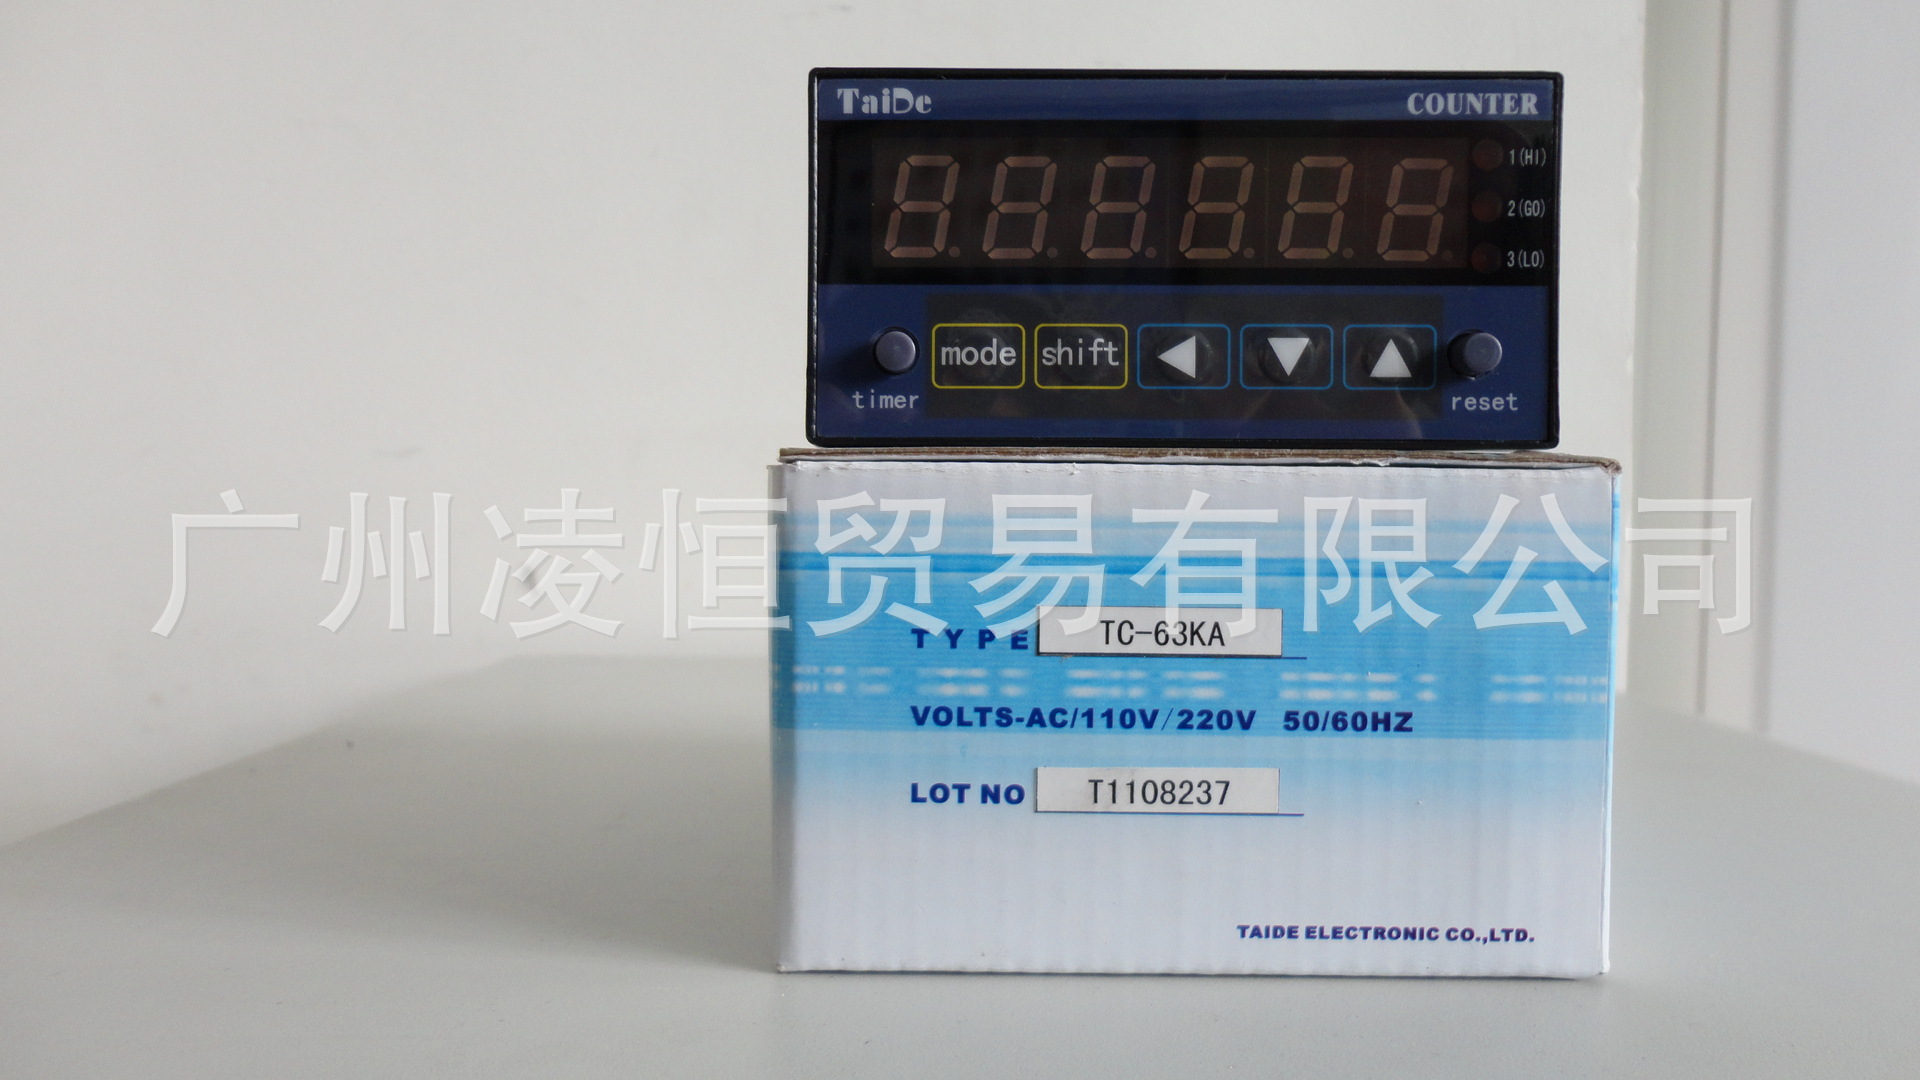 TaiDe
COUNTER
1(HI)
2(GO)
3(LO)
mode
shift
timer
reset
广州凌恒贸易有限公司
TYPE TC-63KA
VOLTS-AC/110V/220V 50/60HZ
LOT NO T1108237
TAIDE ELECTRONIC CO.,LTD.